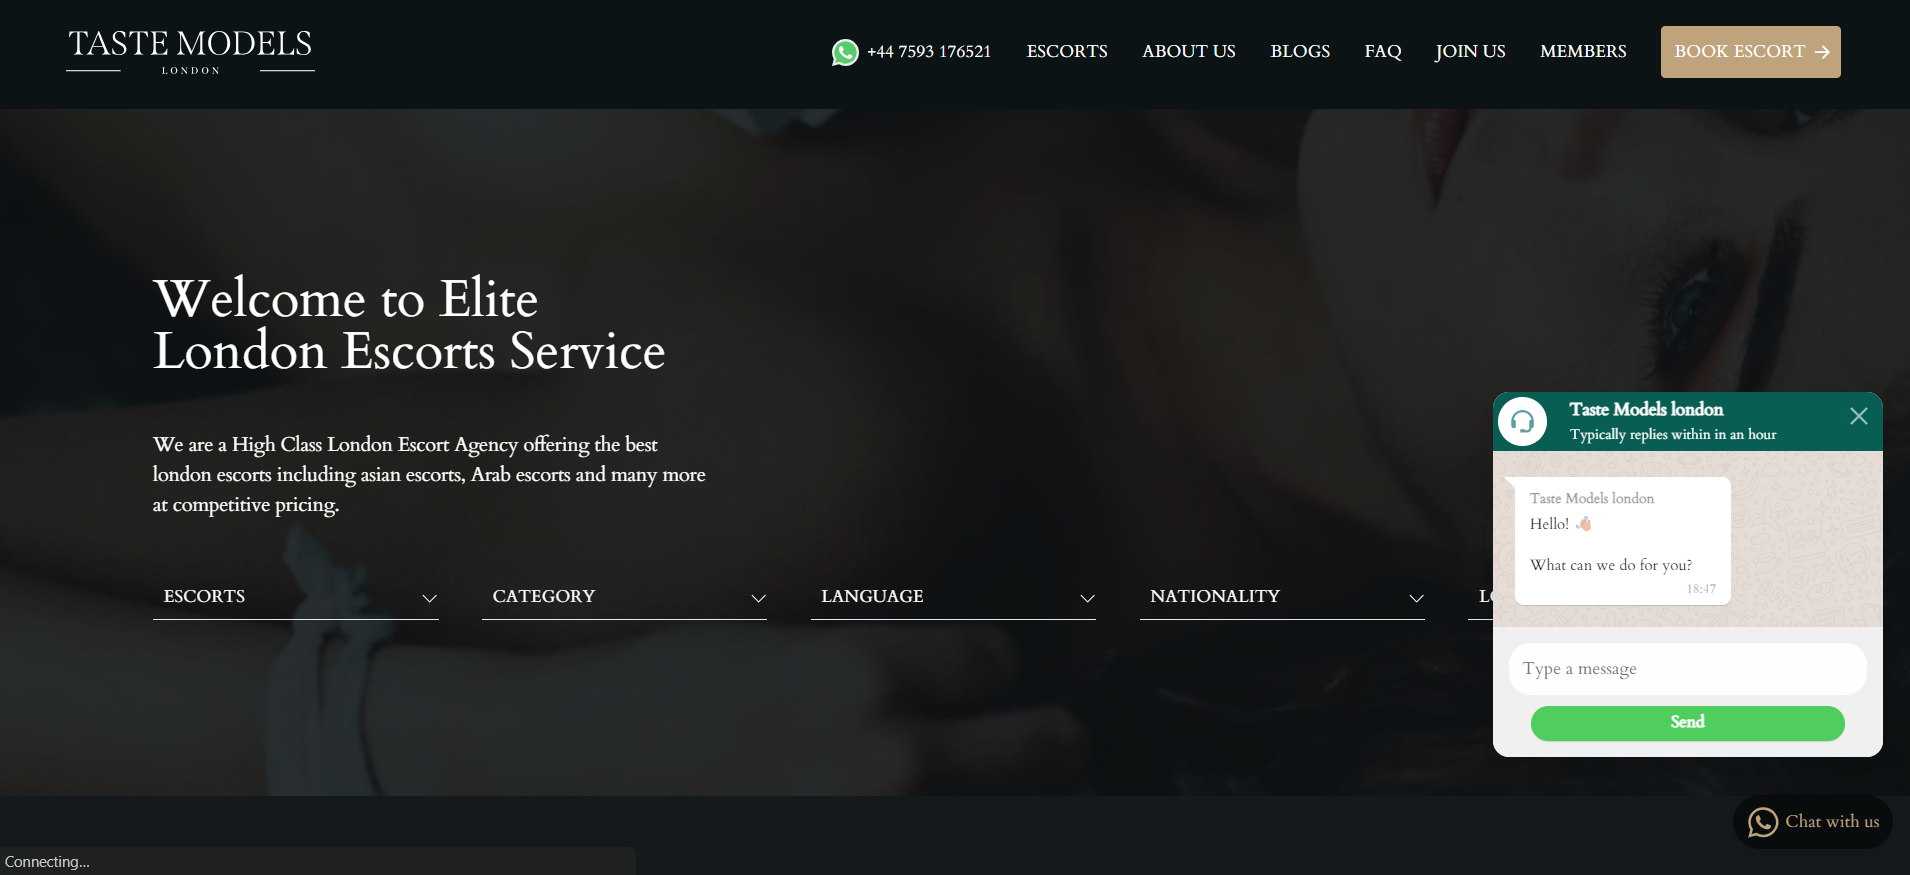 TASTE MODELS
LONDON
+44 7593 176521
ESCORTS
ABOUT US
BLOGS
FAQ
JOIN US
MEMBERS
BOOK ESCORT
Welcome to Elite
London Escorts Service
We are a High Class London Escort Agency offering the best
london escorts including asian escorts, Arab escorts and many more
at competitive pricing.
ESCORTS
CATEGORY
LANGUAGE
NATIONALITY
Taste Models london
Typically replies within in an hour
Taste Models london
Hello! 👋🏼
What can we do for you?
18:47
Type a message
Send
Chat with us
Connecting...